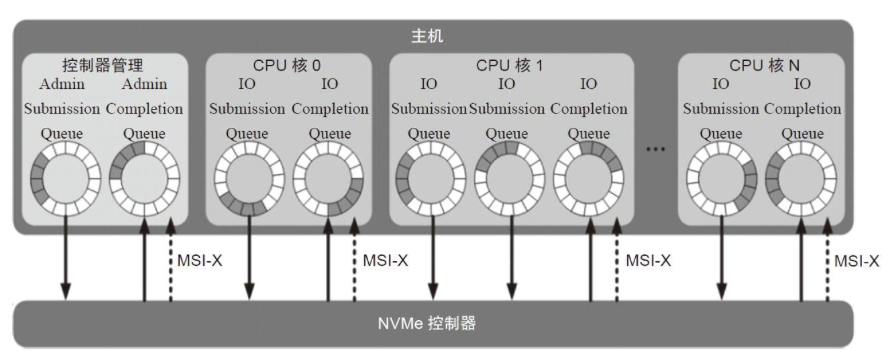 主机
控制器管理
Admin Submission Queue
Admin Completion Queue
CPU 核 0
IO Submission Queue
IO Completion Queue
CPU 核 1
IO Submission Queue
IO Submission Queue
IO Completion Queue
...
CPU 核 N
IO Submission Queue
IO Completion Queue
MSI-X
MSI-X
MSI-X
MSI-X
NVMe 控制器